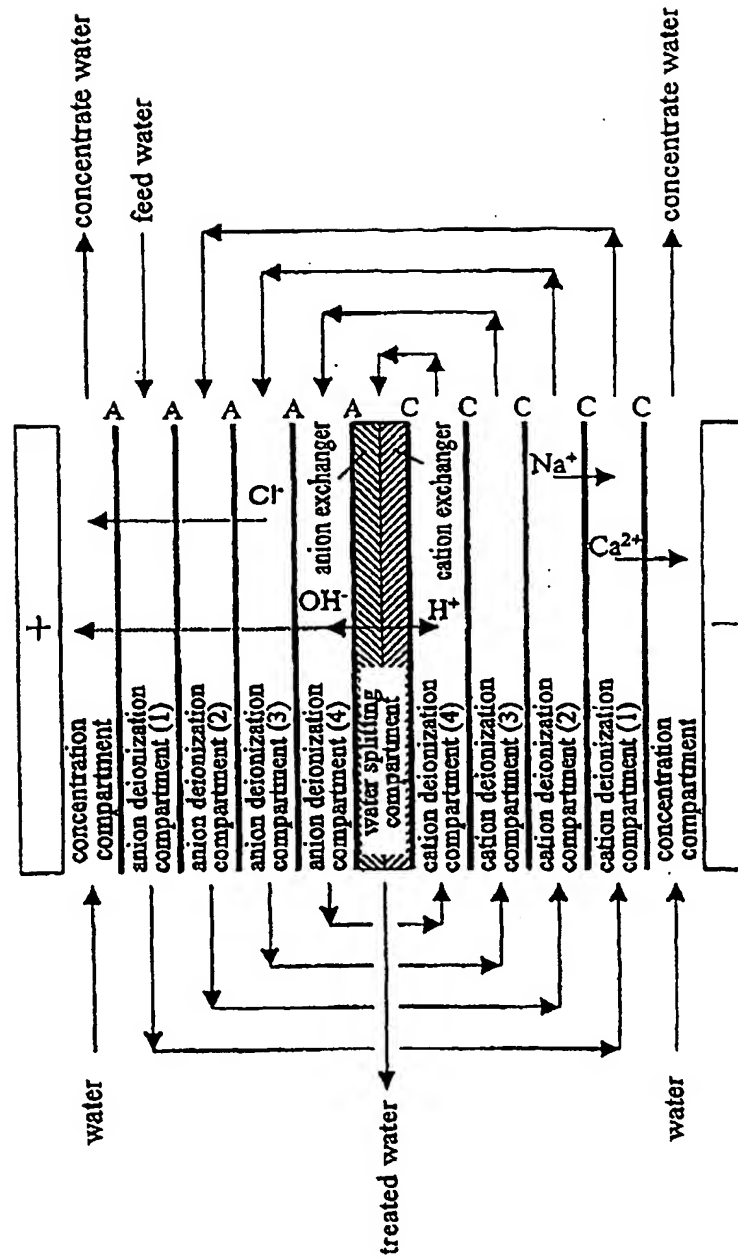 concentrate water
feed water
concentrate water
A
A
A
A
A
C
C
C
C
C
anion exchanger
cation exchanger
Cl-
Na+
Ca2+
OH-
H+
+
−
concentration
compartment
anion deionization
compartment (1)
anion deionization
compartment (2)
anion deionization
compartment (3)
anion deionization
compartment (4)
water splitting
compartment
cation deionization
compartment (4)
cation deionization
compartment (3)
cation deionization
compartment (2)
cation deionization
compartment (1)
concentration
compartment
water
treated water
water